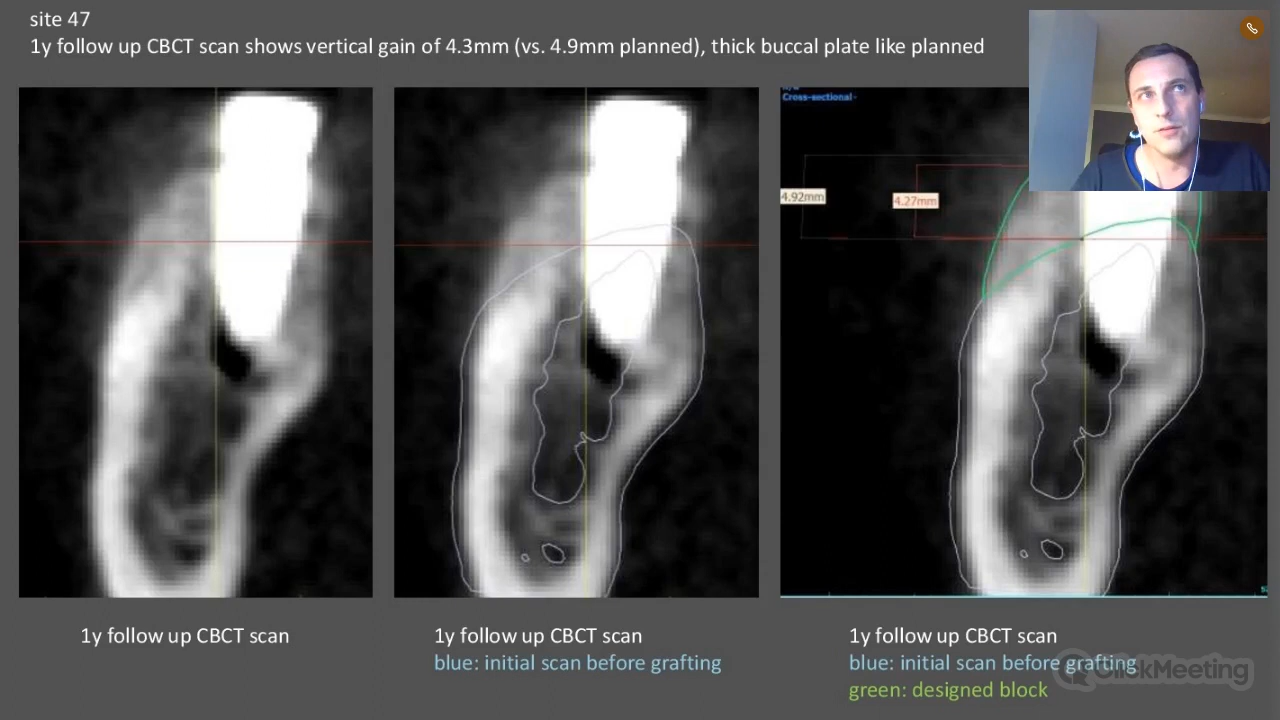 site 47
1y follow up CBCT scan shows vertical gain of 4.3mm (vs. 4.9mm planned), thick buccal plate like planned
Cross-sectional-
4.92mm
4.27mm
1y follow up CBCT scan
1y follow up CBCT scan
blue: initial scan before grafting
1y follow up CBCT scan
blue: initial scan before grafting
green: designed block
ClickMeeting